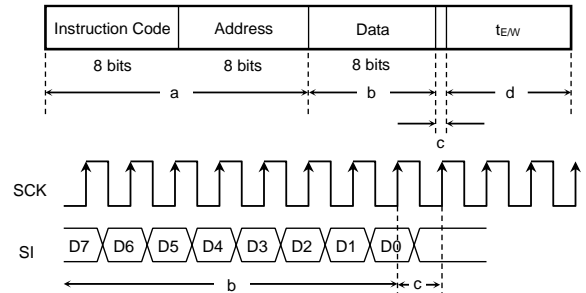 Instruction Code Address Data tE/W
8 bits 8 bits 8 bits
a b d
c
SCK
SI D7 D6 D5 D4 D3 D2 D1 D0
b c